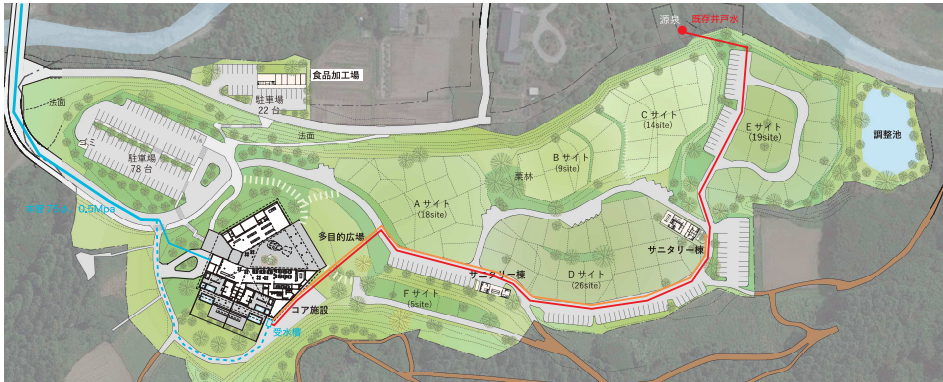 源泉 既存井戸水
食品加工場
駐車場
22台
法面
法面
ゴミ
駐車場
78台
Cサイト
(14site)
Eサイト
(19site)
調整池
Bサイト
(9site)
栗林
Aサイト
(18site)
0.5Mpa
多目的広場
サニタリー棟
サニタリー棟
Dサイト
(26site)
Fサイト
(5site)
コア施設
受水槽